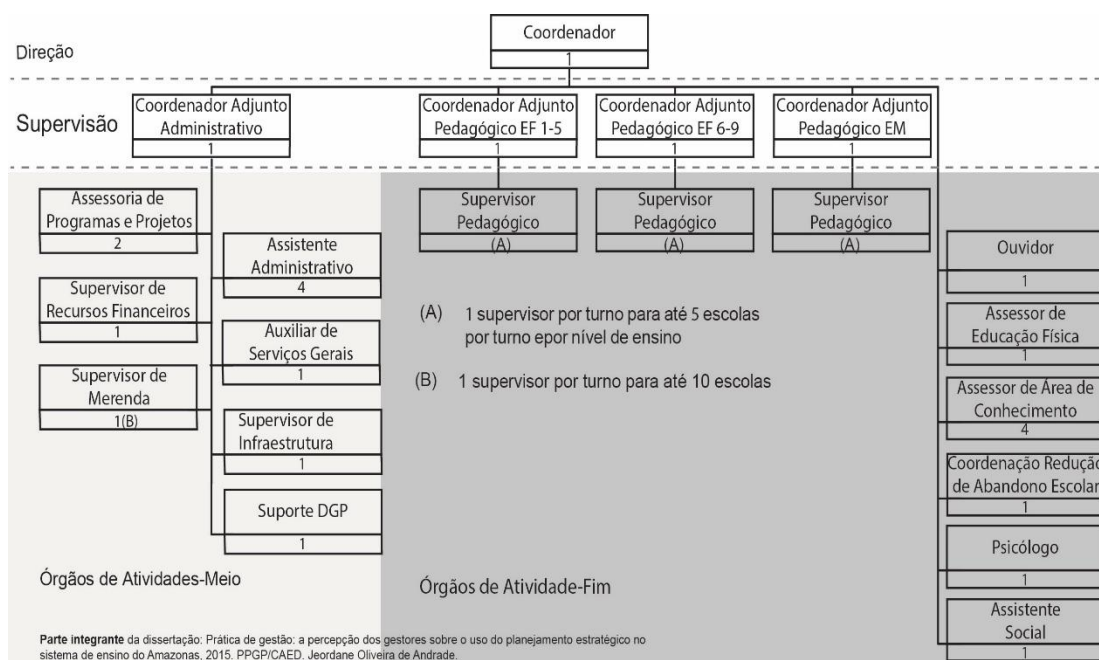 Direção
Coordenador
1
Supervisão
Coordenador Adjunto
Administrativo
1
Coordenador Adjunto
Pedagógico EF 1-5
1
Coordenador Adjunto
Pedagógico EF 6-9
1
Coordenador Adjunto
Pedagógico EM
1
Assessoria de
Programas e Projetos
2
Supervisor de
Recursos Financeiros
1
Supervisor de
Merenda
1(B)
Assistente
Administrativo
4
Auxiliar de
Serviços Gerais
1
Supervisor de
Infraestrutura
1
Suporte DGP
1
Órgãos de Atividades-Meio
Supervisor
Pedagógico
(A)
Supervisor
Pedagógico
(A)
Supervisor
Pedagógico
(A)
(A) 1 supervisor por turno para até 5 escolas
por turno epor nível de ensino
(B) 1 supervisor por turno para até 10 escolas
Órgãos de Atividade-Fim
Ouvidor
1
Assessor de
Educação Física
1
Assessor de Área de
Conhecimento
4
Coordenação Redução
de Abandono Escolar
1
Psicólogo
1
Assistente
Social
1
Parte integrante da dissertação: Prática de gestão: a percepção dos gestores sobre o uso do planejamento estratégico no
sistema de ensino do Amazonas, 2015. PPGP/CAED. Jeordane Oliveira de Andrade.